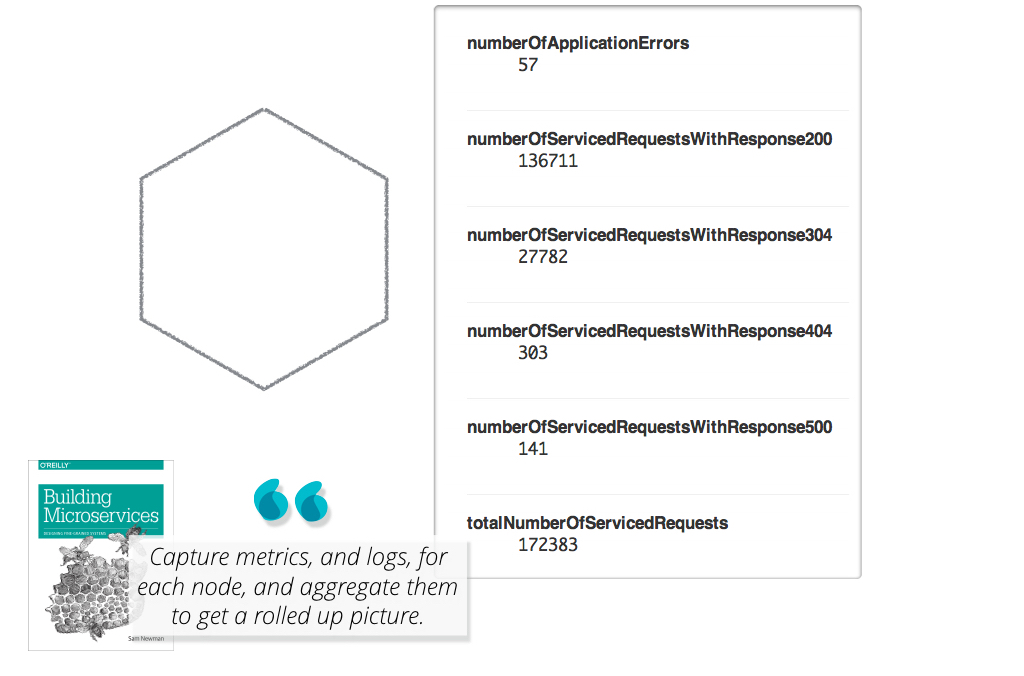 numberOfApplicationErrors
57
numberOfServicedRequestsWithResponse200
136711
numberOfServicedRequestsWithResponse304
27782
numberOfServicedRequestsWithResponse404
303
numberOfServicedRequestsWithResponse500
141
totalNumberOfServicedRequests
172383
O'REILLY
Building
Microservices
DESIGNING FINE-GRAINED SYSTEMS
Sam Newman
“
Capture metrics, and logs, for
each node, and aggregate them
to get a rolled up picture.